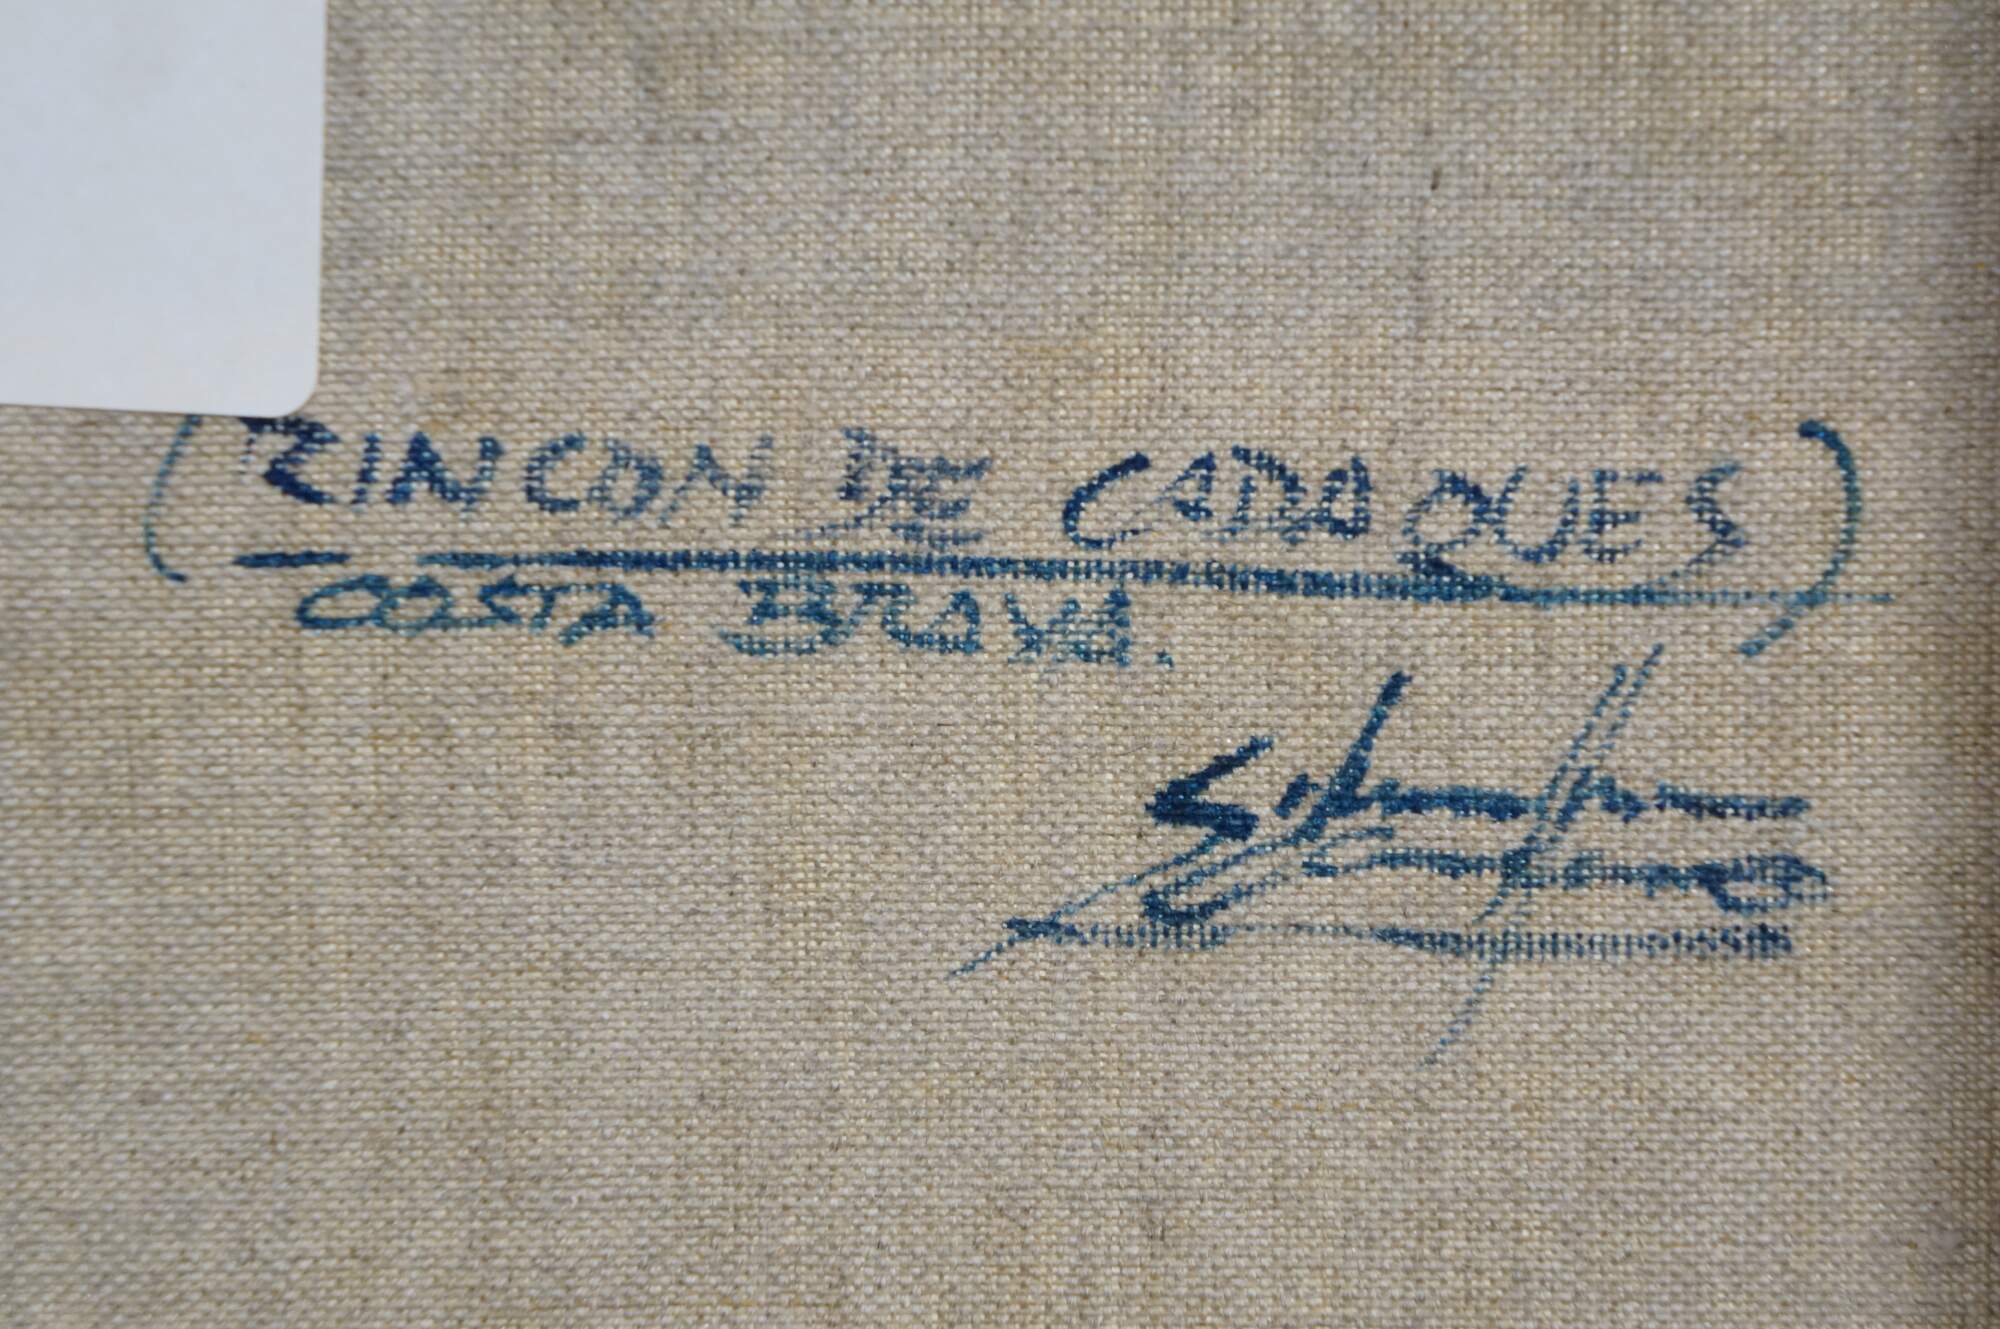 (RINCON DE CADAQUES)
COSTA BRAVA.